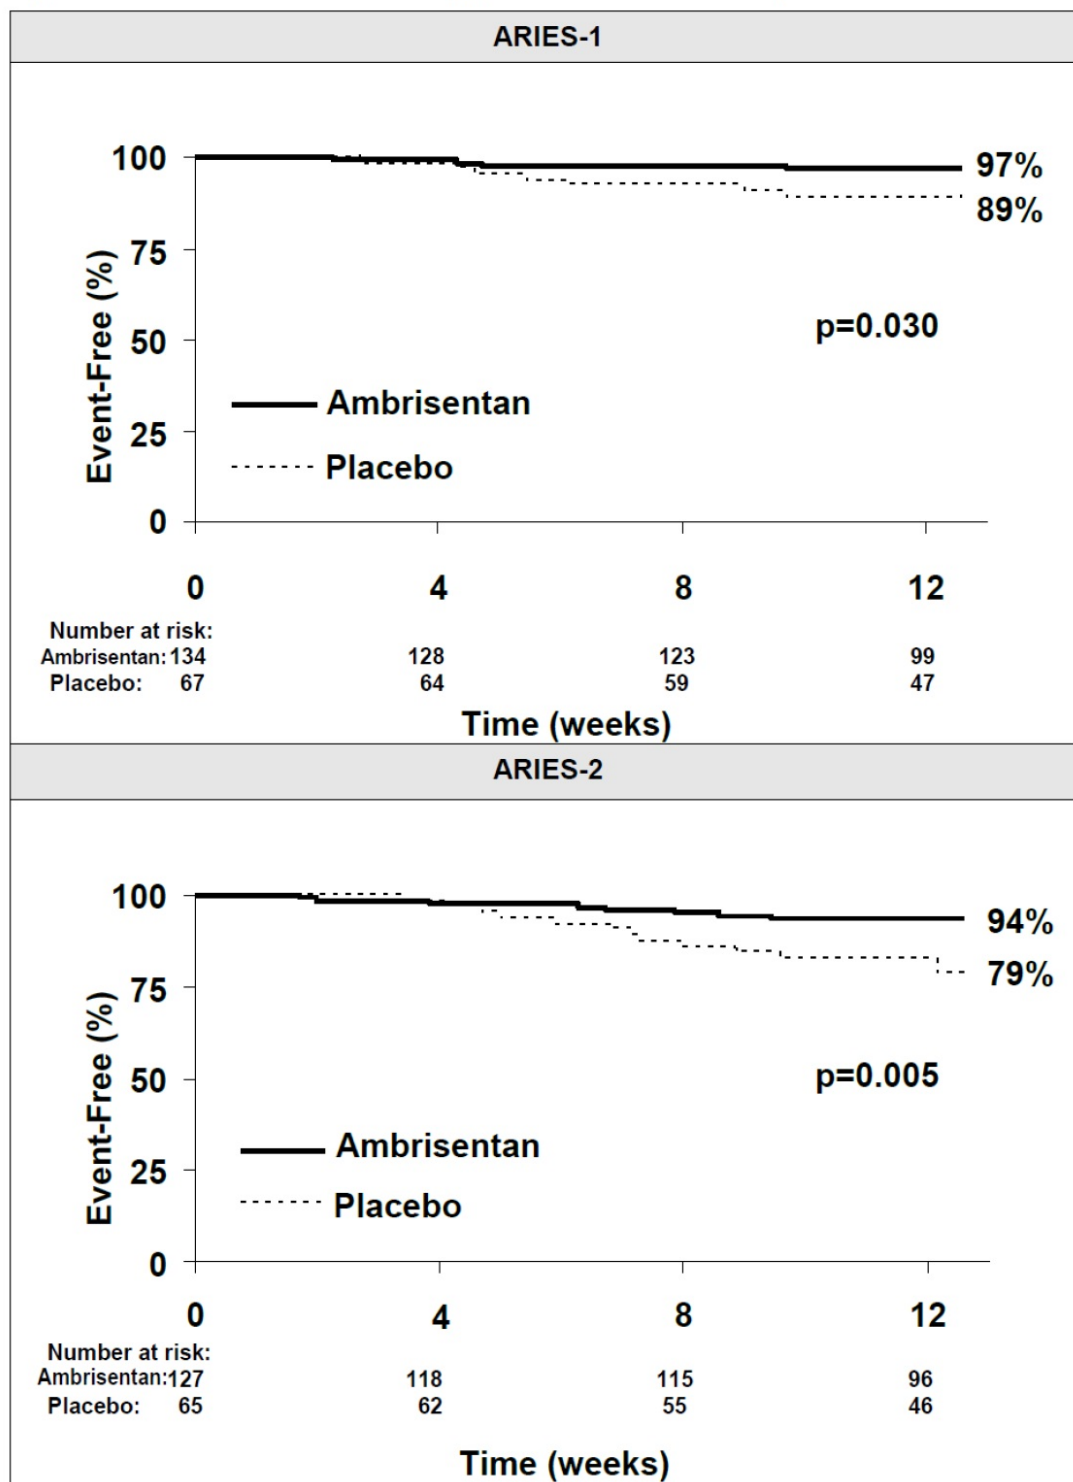 ARIES-1
100
97%
89%
75
Event-Free (%)
50
p=0.030
Ambrisentan
25
Placebo
0
0 4 8 12
Number at risk:
Ambrisentan: 134 128 123 99
Placebo: 67 64 59 47
Time (weeks)
ARIES-2
100
94%
79%
75
Event-Free (%)
50
p=0.005
Ambrisentan
25
Placebo
0
0 4 8 12
Number at risk:
Ambrisentan:127 118 115 96
Placebo: 65 62 55 46
Time (weeks)